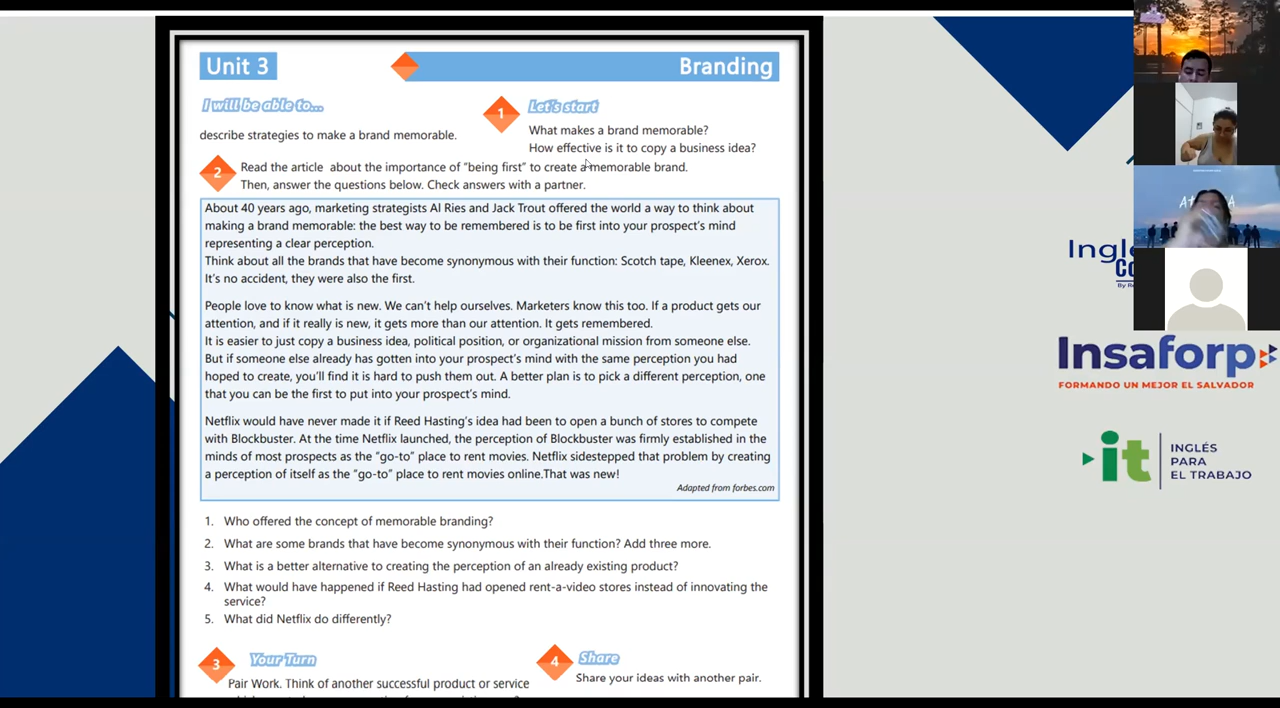 Unit 3
Branding
I will be able to...
describe strategies to make a brand memorable.
1
Let's start
What makes a brand memorable?
How effective is it to copy a business idea?
2
Read the article about the importance of "being first" to create a memorable brand.
Then, answer the questions below. Check answers with a partner.
About 40 years ago, marketing strategists Al Ries and Jack Trout offered the world a way to think about
making a brand memorable: the best way to be remembered is to be first into your prospect's mind
representing a clear perception.
Think about all the brands that have become synonymous with their function: Scotch tape, Kleenex, Xerox.
It's no accident, they were also the first.
People love to know what is new. We can't help ourselves. Marketers know this too. If a product gets our
attention, and if it really is new, it gets more than our attention. It gets remembered.
It is easier to just copy a business idea, political position, or organizational mission from someone else.
But if someone else already has gotten into your prospect's mind with the same perception you had
hoped to create, you'll find it is hard to push them out. A better plan is to pick a different perception, one
that you can be the first to put into your prospect's mind.
Netflix would have never made it if Reed Hasting's idea had been to open a bunch of stores to compete
with Blockbuster. At the time Netflix launched, the perception of Blockbuster was firmly established in the
minds of most prospects as the "go-to" place to rent movies. Netflix sidestepped that problem by creating
a perception of itself as the "go-to" place to rent movies online.That was new!
Adapted from forbes.com
1. Who offered the concept of memorable branding?
2. What are some brands that have become synonymous with their function? Add three more.
3. What is a better alternative to creating the perception of an already existing product?
4. What would have happened if Reed Hasting had opened rent-a-video stores instead of innovating the
service?
5. What did Netflix do differently?
3
Your Turn
Pair Work. Think of another successful product or service
4
Share
Share your ideas with another pair.
Ingl
Insaforp
FORMANDO UN MEJOR EL SALVADOR
it
INGLÉS
PARA
EL TRABAJO